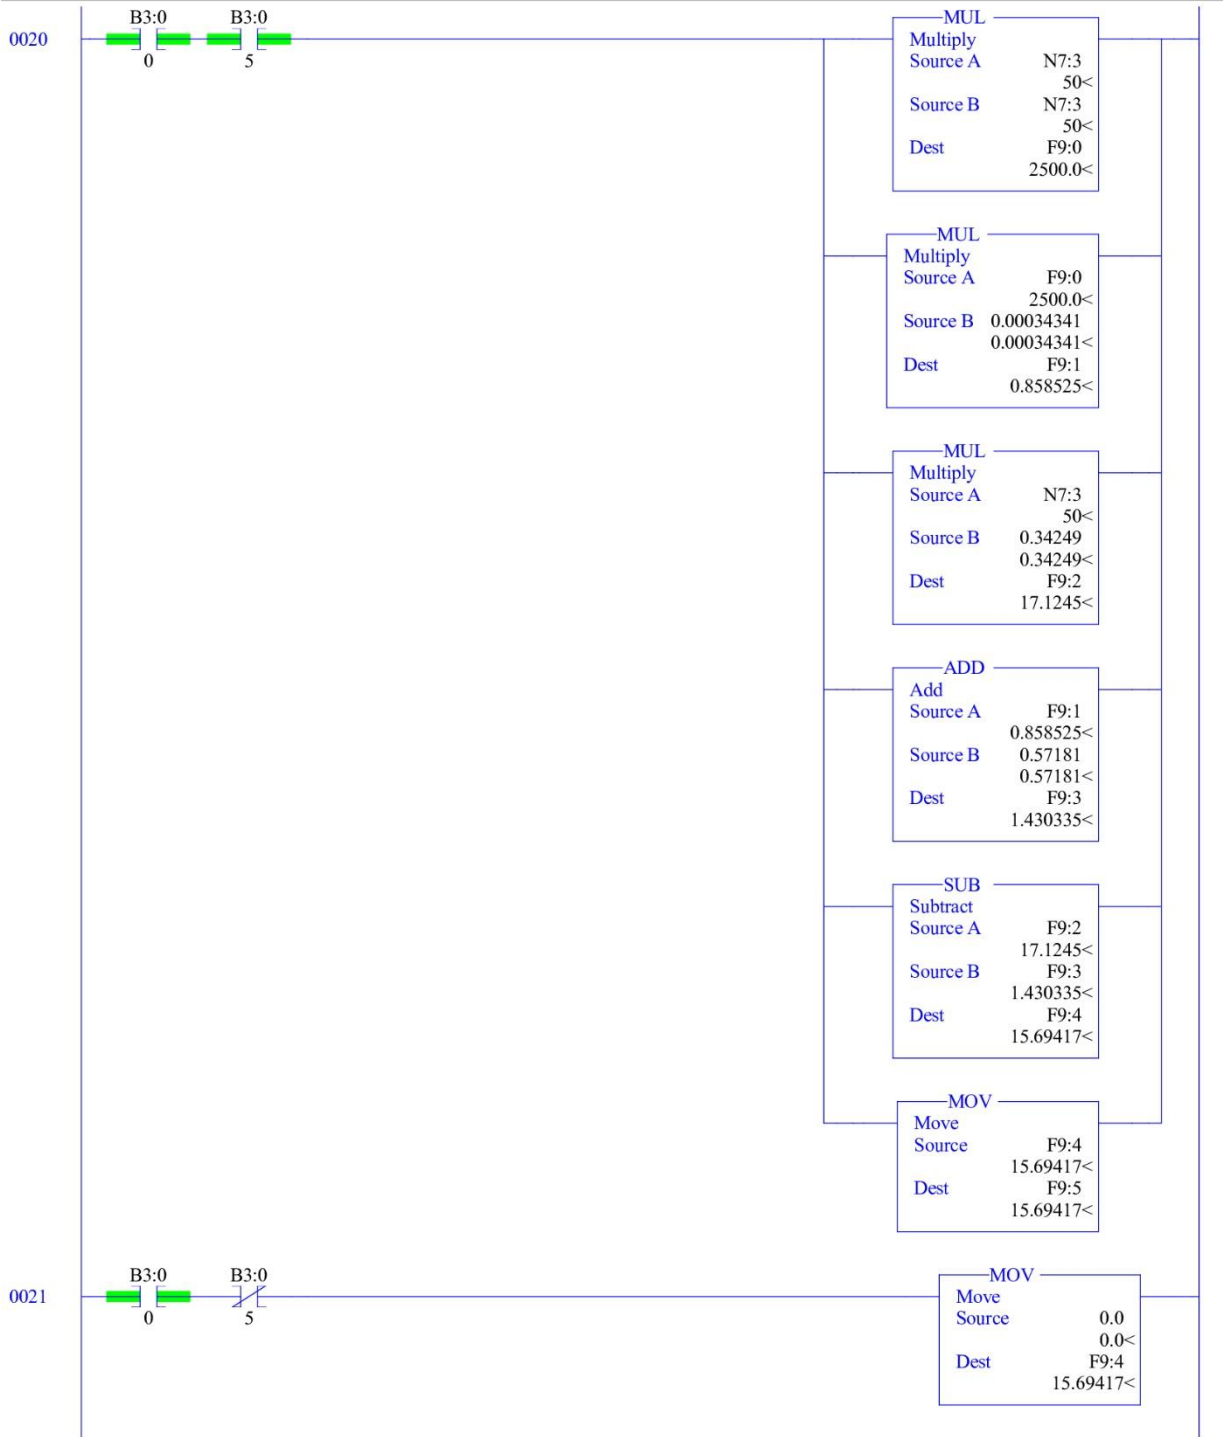 B3:0 B3:0 MUL
0020 Multiply
0 5 Source A N7:3
50<
Source B N7:3
50<
Dest F9:0
2500.0<
MUL
Multiply
Source A F9:0
2500.0<
Source B 0.00034341
0.00034341<
Dest F9:1
0.858525<
MUL
Multiply
Source A N7:3
50<
Source B 0.34249
0.34249<
Dest F9:2
17.1245<
ADD
Add
Source A F9:1
0.858525<
Source B 0.57181
0.57181<
Dest F9:3
1.430335<
SUB
Subtract
Source A F9:2
17.1245<
Source B F9:3
1.430335<
Dest F9:4
15.69417<
MOV
Move
Source F9:4
15.69417<
Dest F9:5
15.69417<
B3:0 B3:0 MOV
0021 Move
0 5 Source 0.0
0.0<
Dest F9:4
15.69417<